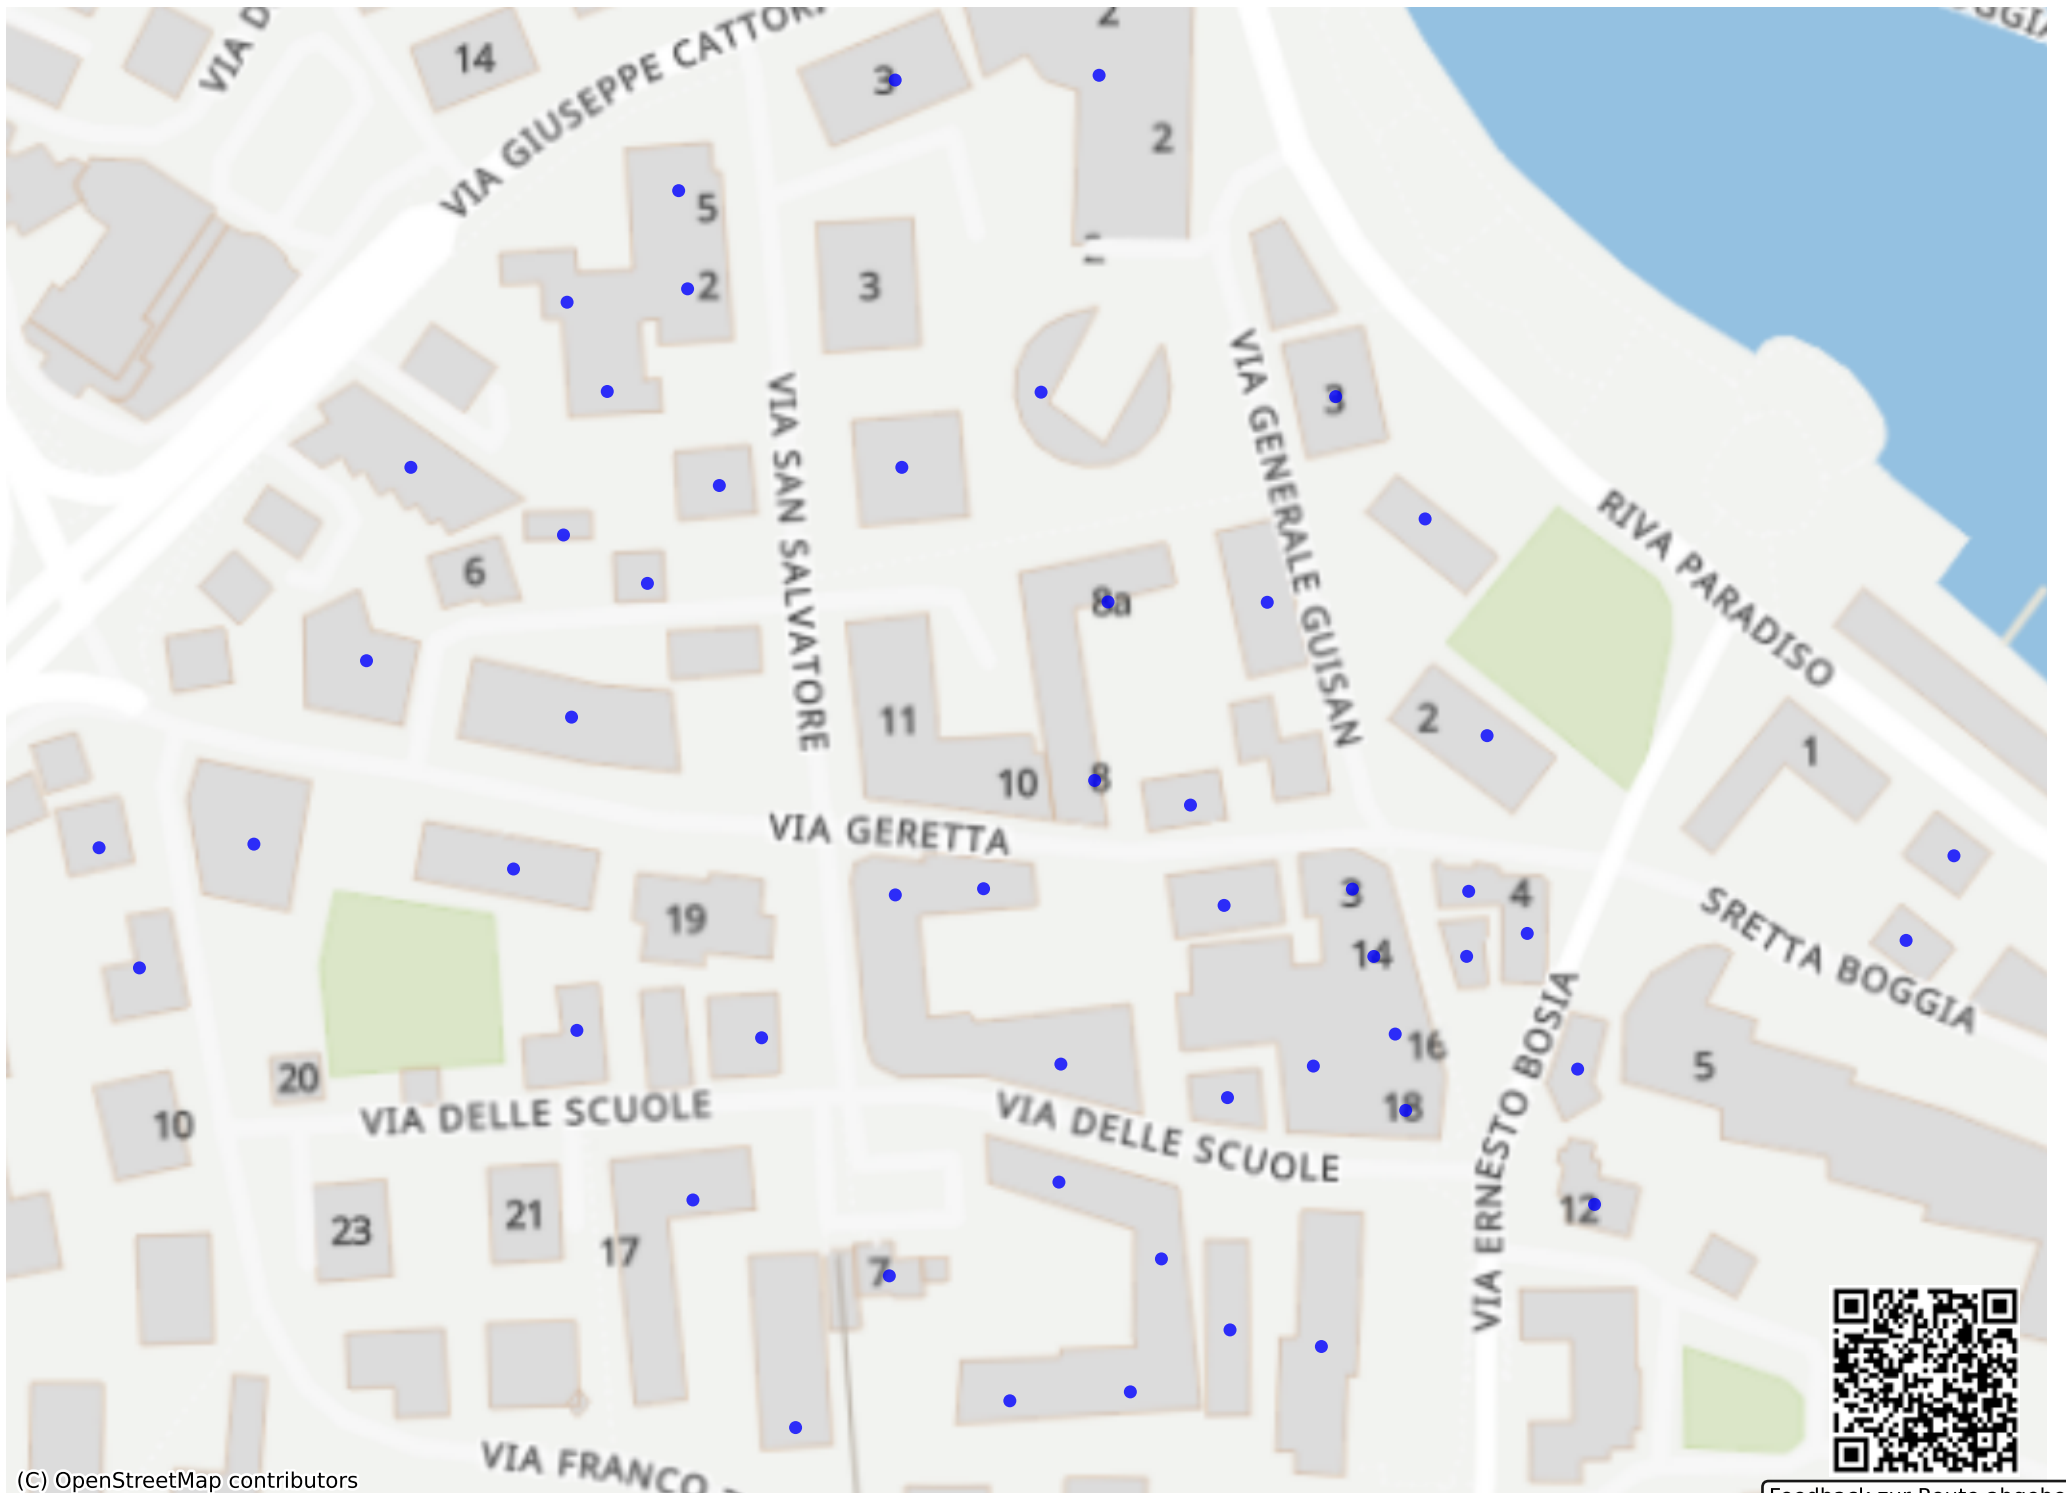 2
VIA D
14
VIA GIUSEPPE CATTORI
3
2
5
2
3
VIA SAN SALVATORE
VIA GENERALE GUISAN
RIVA PARADISO
6
8a
11
2
1
10
8
VIA GERETTA
3
4
SRETTA BOGGIA
19
14
16
5
20
10
VIA DELLE SCUOLE
VIA DELLE SCUOLE
18
VIA ERNESTO BOSIA
12
23
21
17
7
VIA FRANCO
(C) OpenStreetMap contributors